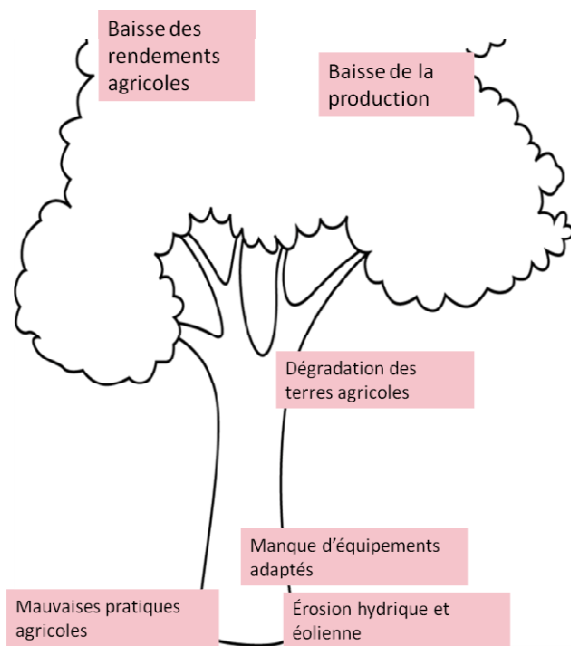 Baisse des
rendements
agricoles
Baisse de la
production
Dégradation des
terres agricoles
Manque d’équipements
adaptés
Mauvaises pratiques
agricoles
Érosion hydrique et
éolienne